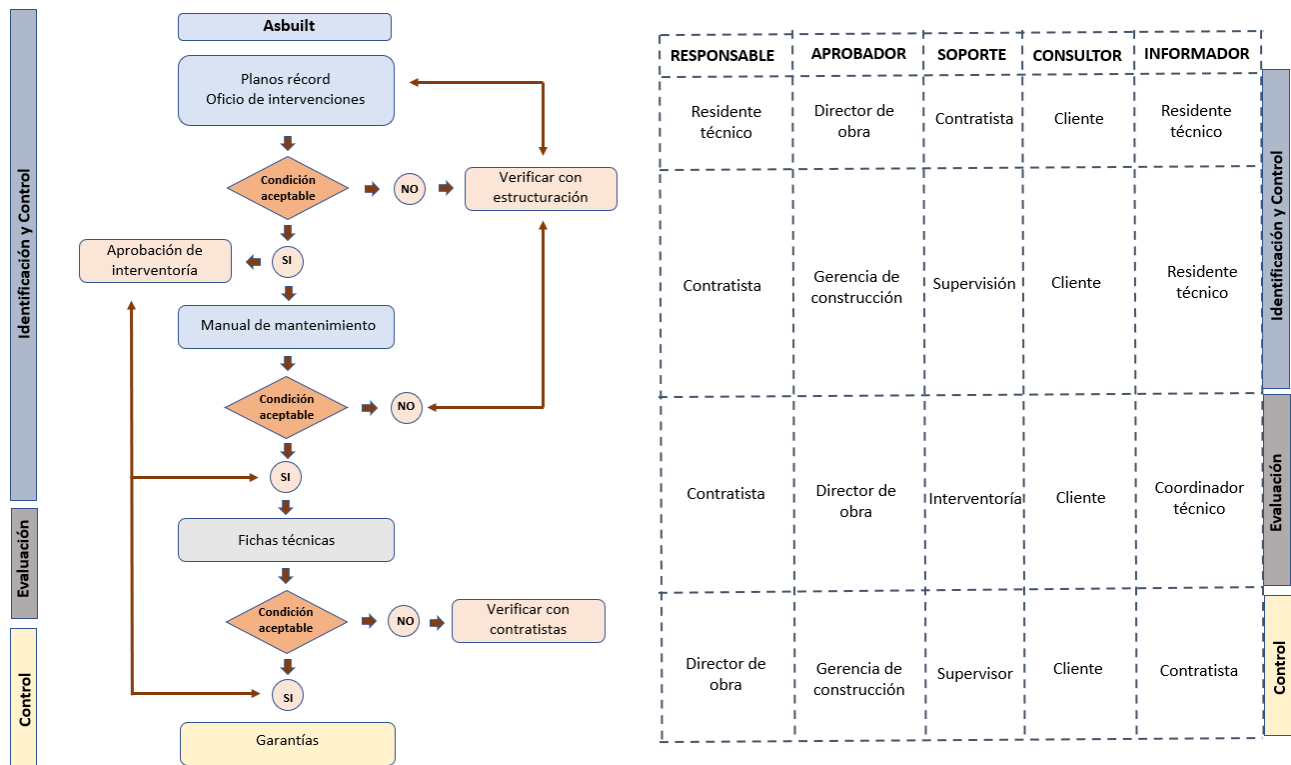 Asbuilt
Planos récord
Oficio de intervenciones
Condición
aceptable
NO
Verificar con
estructuración
SI
Aprobación de
interventoría
Manual de mantenimiento
Condición
aceptable
NO
SI
Fichas técnicas
Condición
aceptable
NO
Verificar con
contratistas
SI
Garantías
Identificación y Control
Evaluación
Control
RESPONSABLE APROBADOR SOPORTE CONSULTOR INFORMADOR
Residente
técnico
Director de
obra
Contratista
Cliente
Residente
técnico
Contratista
Gerencia de
construcción
Supervisión
Cliente
Residente
técnico
Contratista
Director de
obra
Interventoría
Cliente
Coordinador
técnico
Director de
obra
Gerencia de
construcción
Supervisor
Cliente
Contratista
Identificación y Control
Evaluación
Control